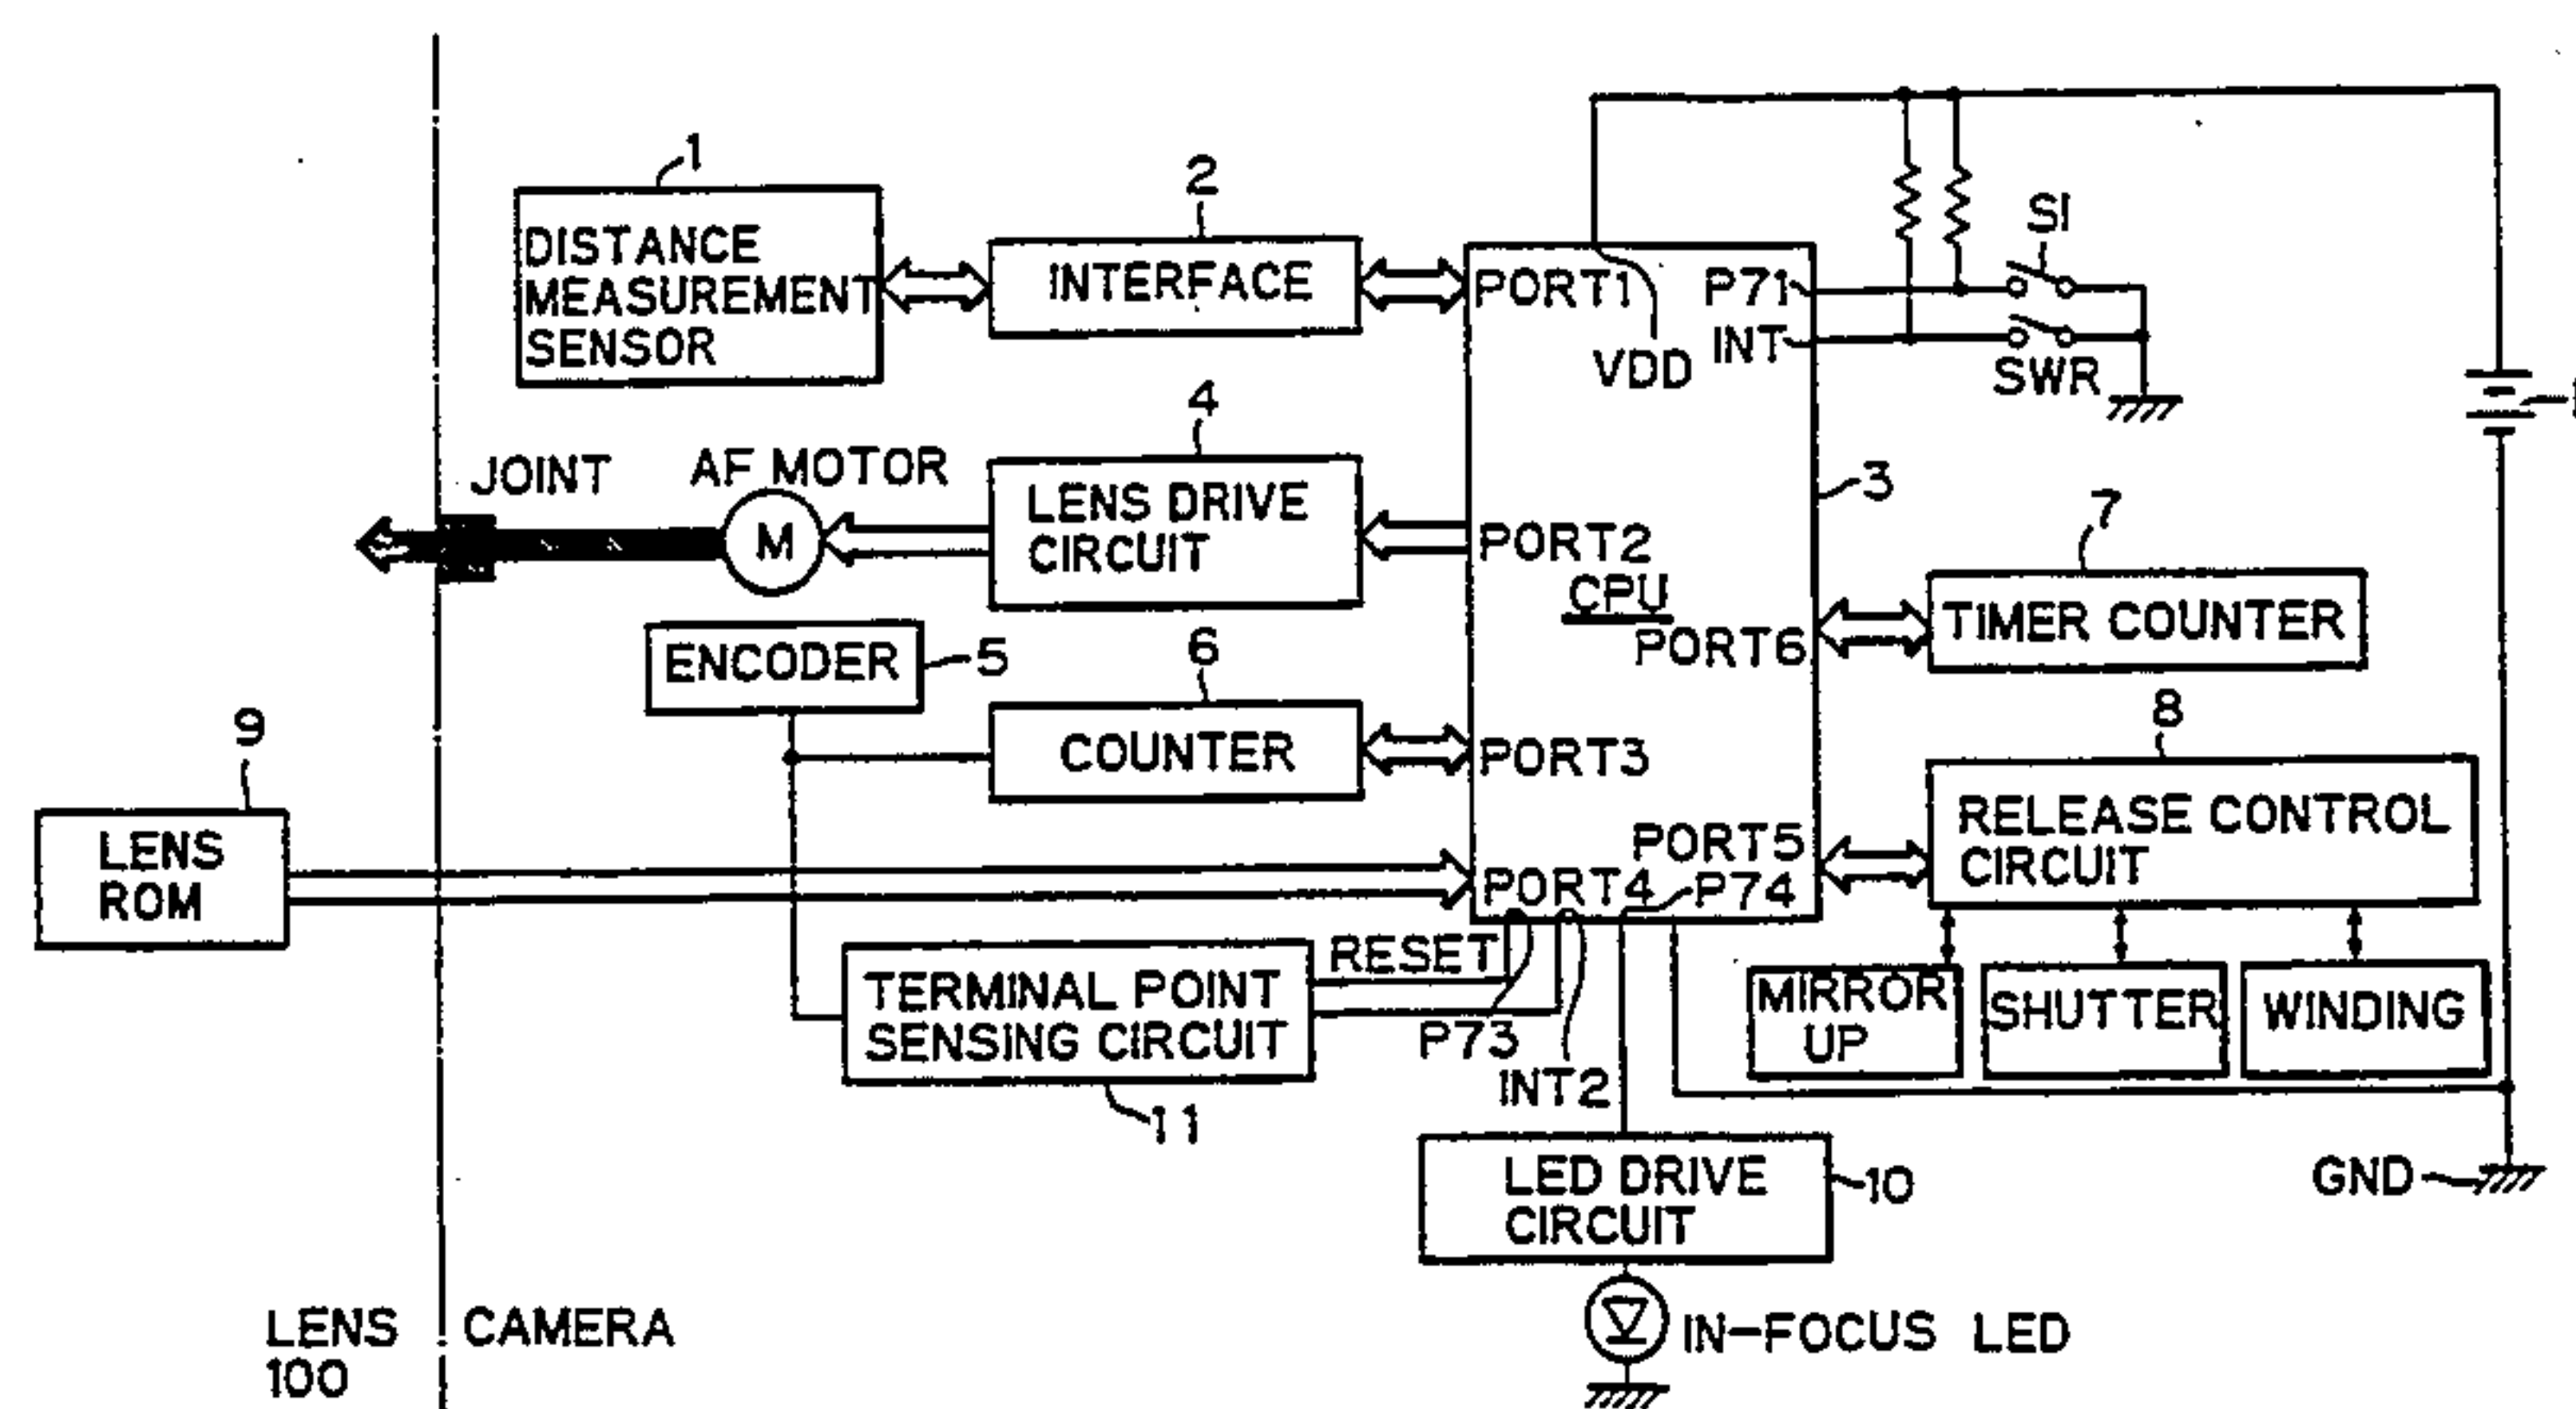 1
DISTANCE
MEASUREMENT
SENSOR
2
INTERFACE
PORT1
VDD
P71
INT
SI
SWR
JOINT
AF MOTOR
M
4
LENS DRIVE
CIRCUIT
PORT2
CPU
3
PORT6
7
TIMER COUNTER
ENCODER
5
6
COUNTER
PORT3
9
LENS
ROM
PORT4
PORT5
P74
8
RELEASE CONTROL
CIRCUIT
MIRROR
UP
SHUTTER
WINDING
TERMINAL POINT
SENSING CIRCUIT
11
RESET
P73
INT2
LED DRIVE
CIRCUIT
10
GND
IN-FOCUS LED
LENS
100
CAMERA